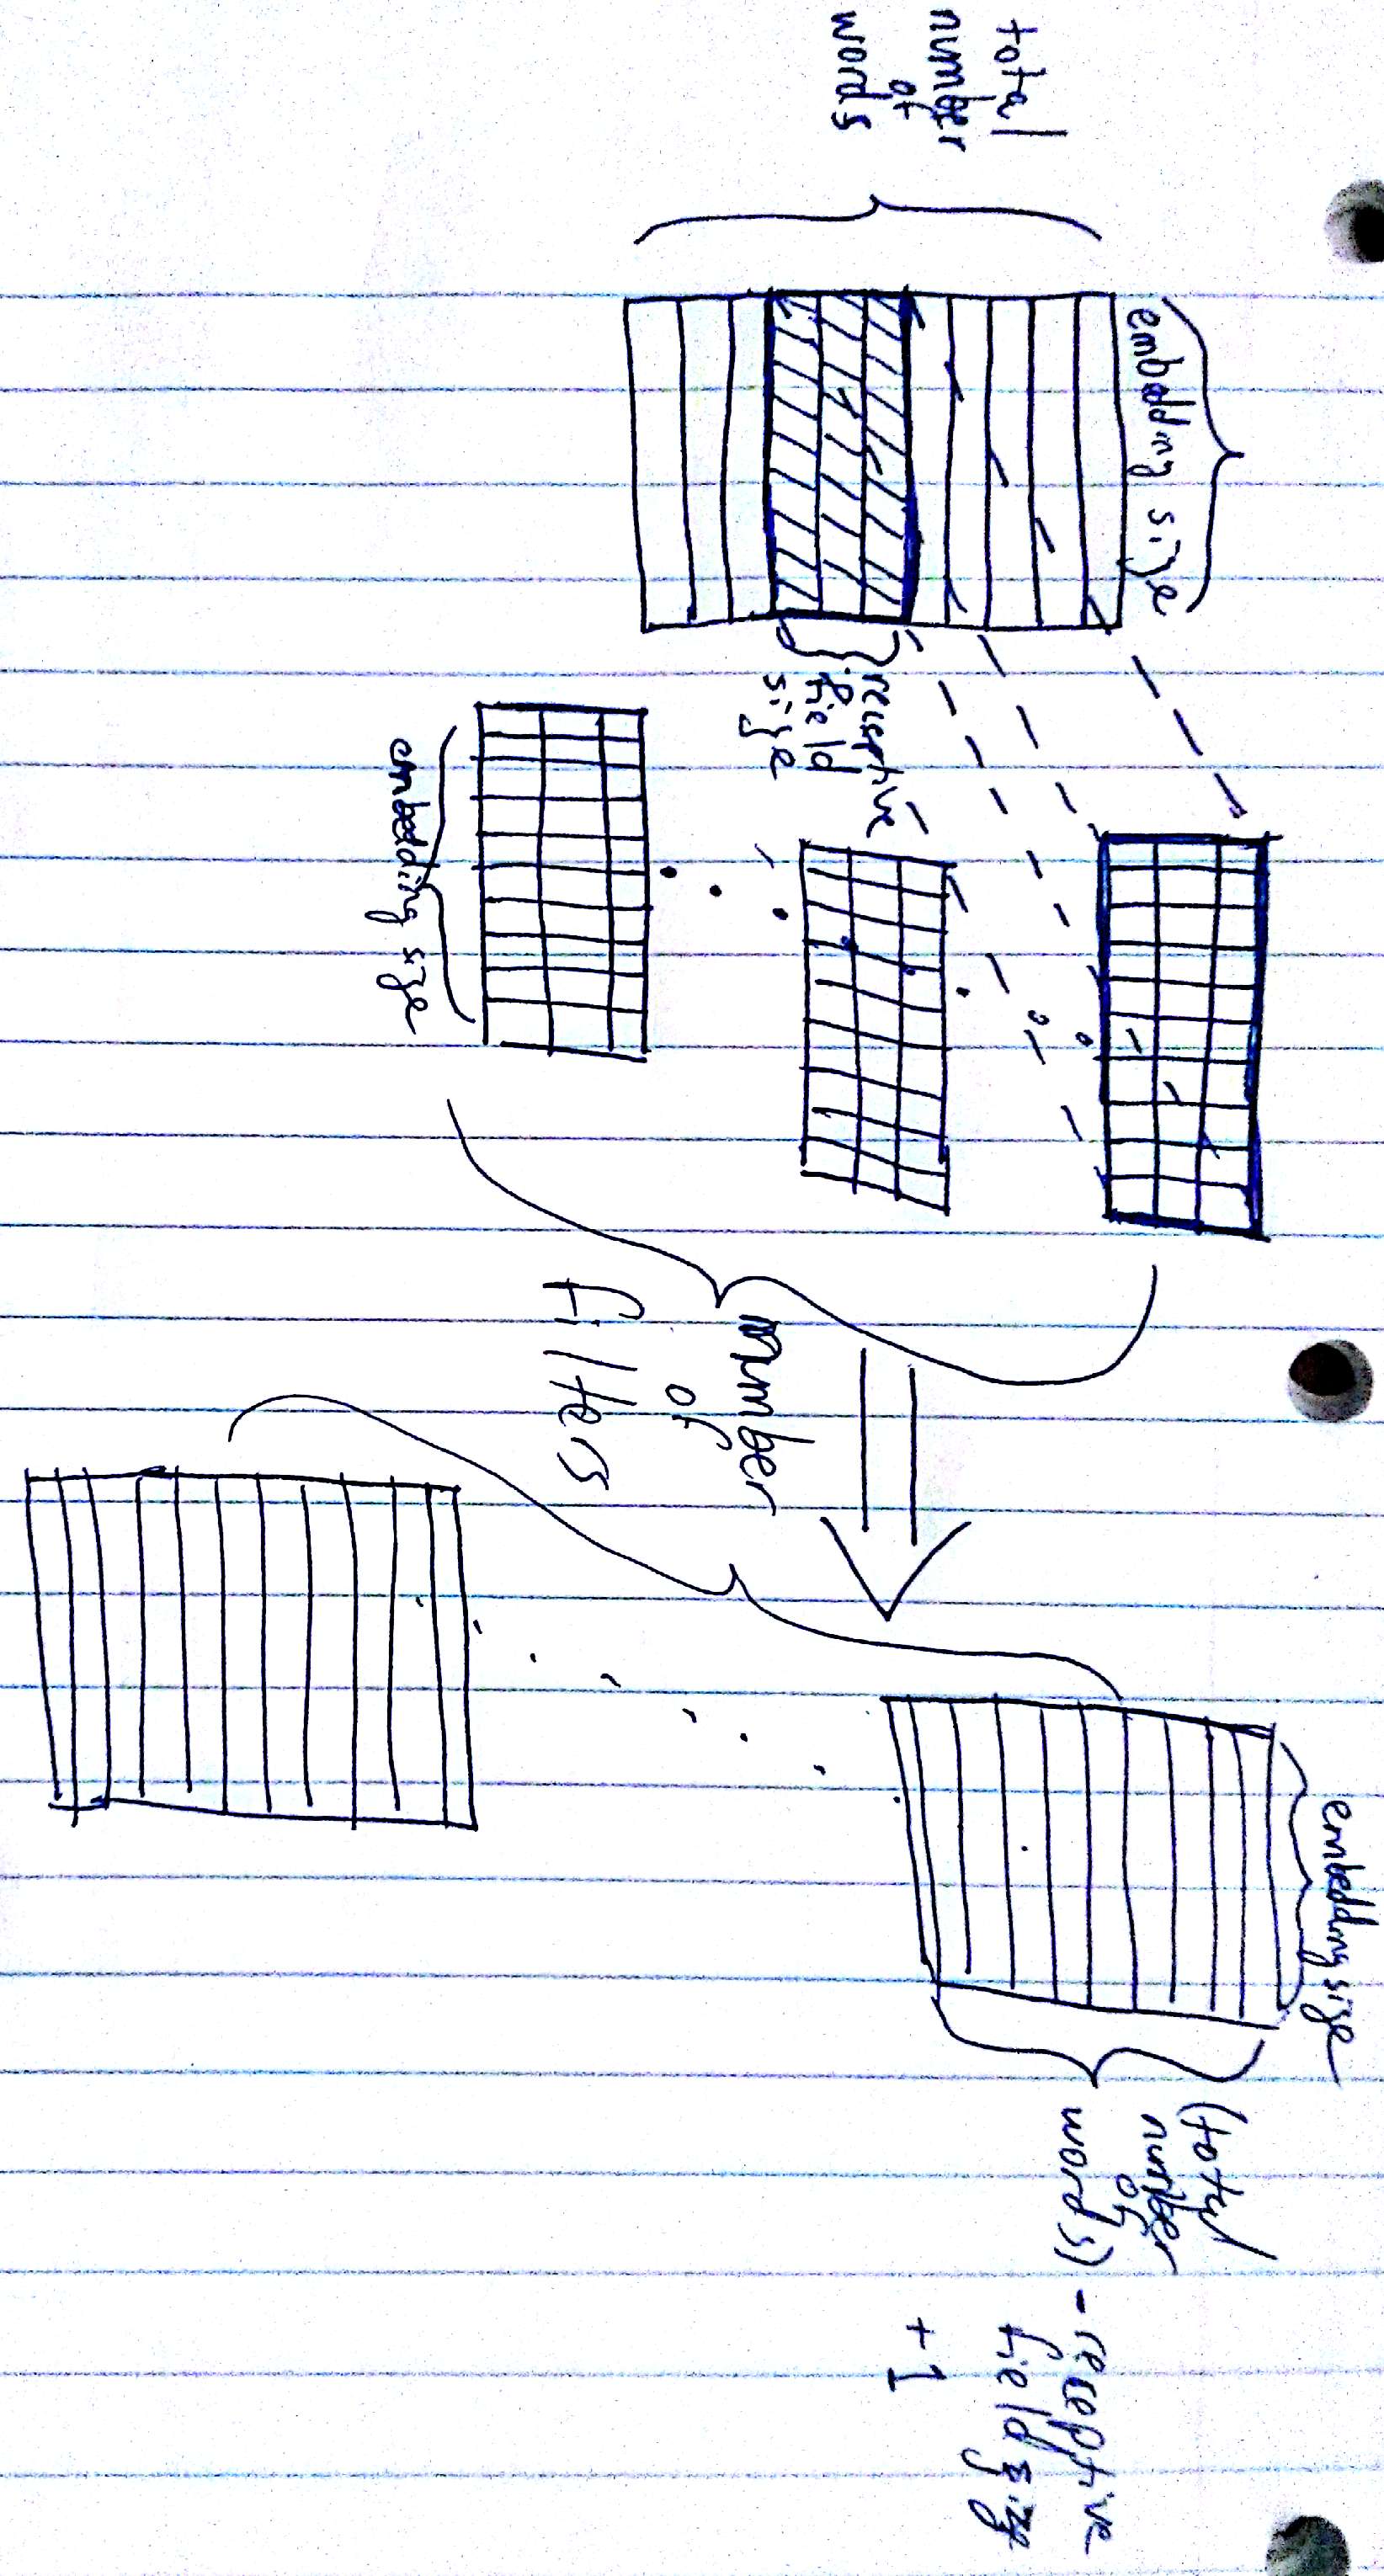 embedding size
total
number
of
words
receptive
field
size
embedding size
number
of
filters
embedding size
(total
number
of
words) - receptive
field size
+1